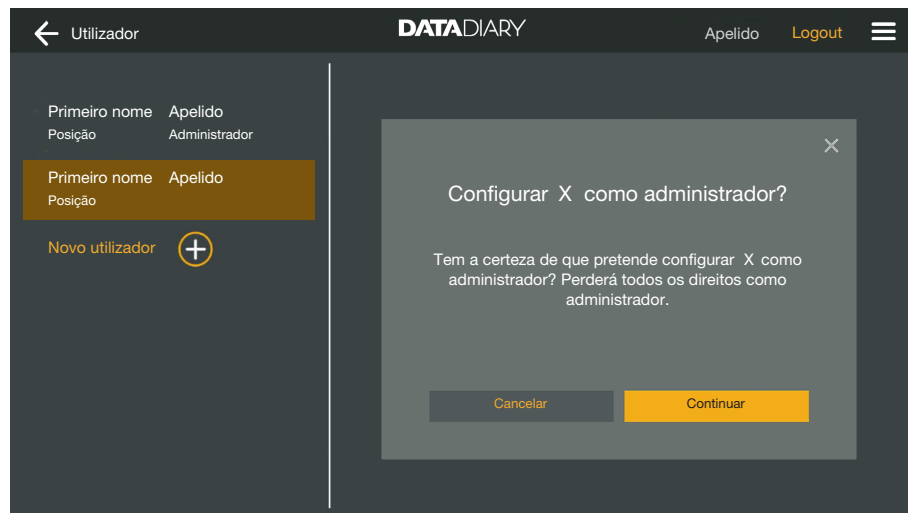 Utilizador
DATADIARY
Apelido Logout
Primeiro nome Apelido
Posição Administrador
Primeiro nome Apelido
Posição
Novo utilizador
Configurar X como administrador?
Tem a certeza de que pretende configurar X como
administrador? Perderá todos os direitos como
administrador.
Cancelar
Continuar